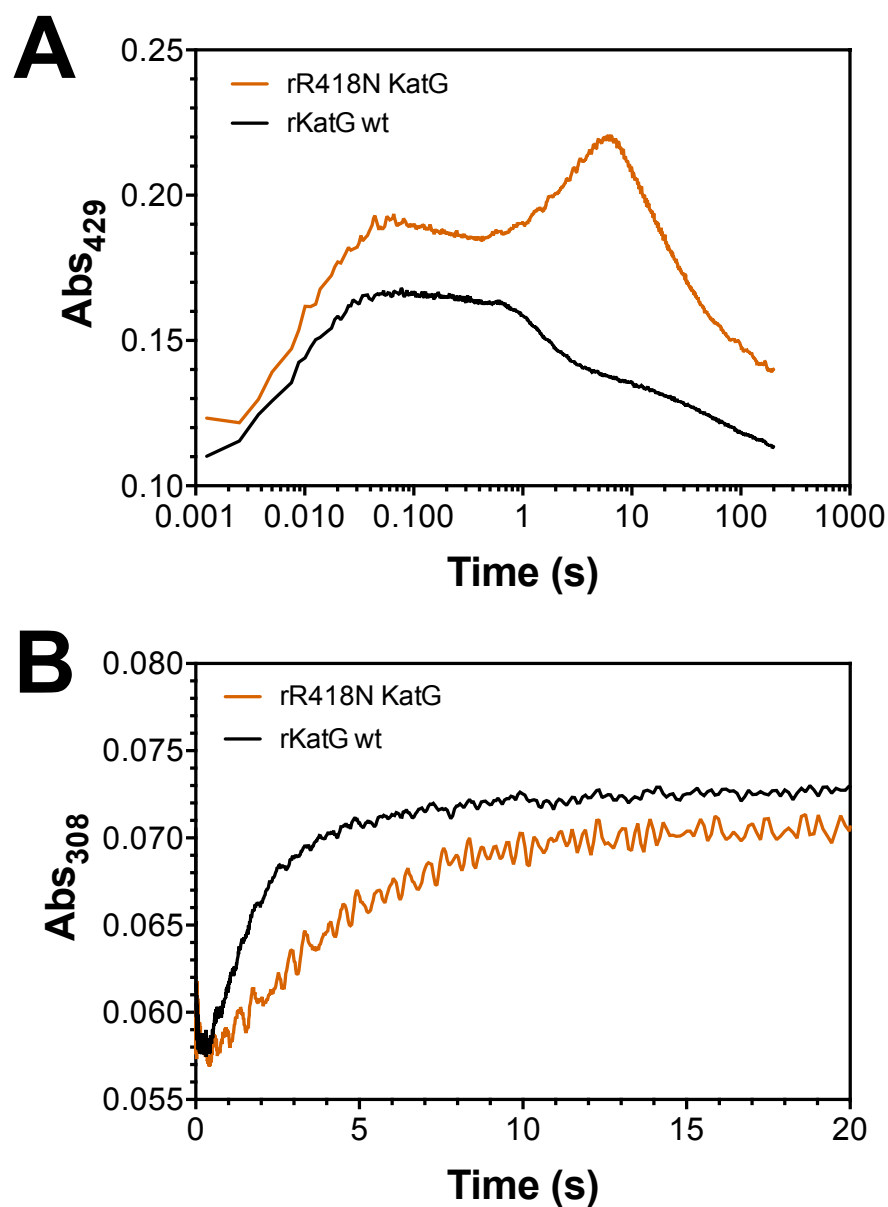 A
0.25
rR418N KatG
rKatG wt
0.20
Abs429
0.15
0.10
0.001 0.010 0.100 1 10 100 1000
Time (s)
B
0.080
rR418N KatG
rKatG wt
0.075
0.070
Abs308
0.065
0.060
0.055
0 5 10 15 20
Time (s)